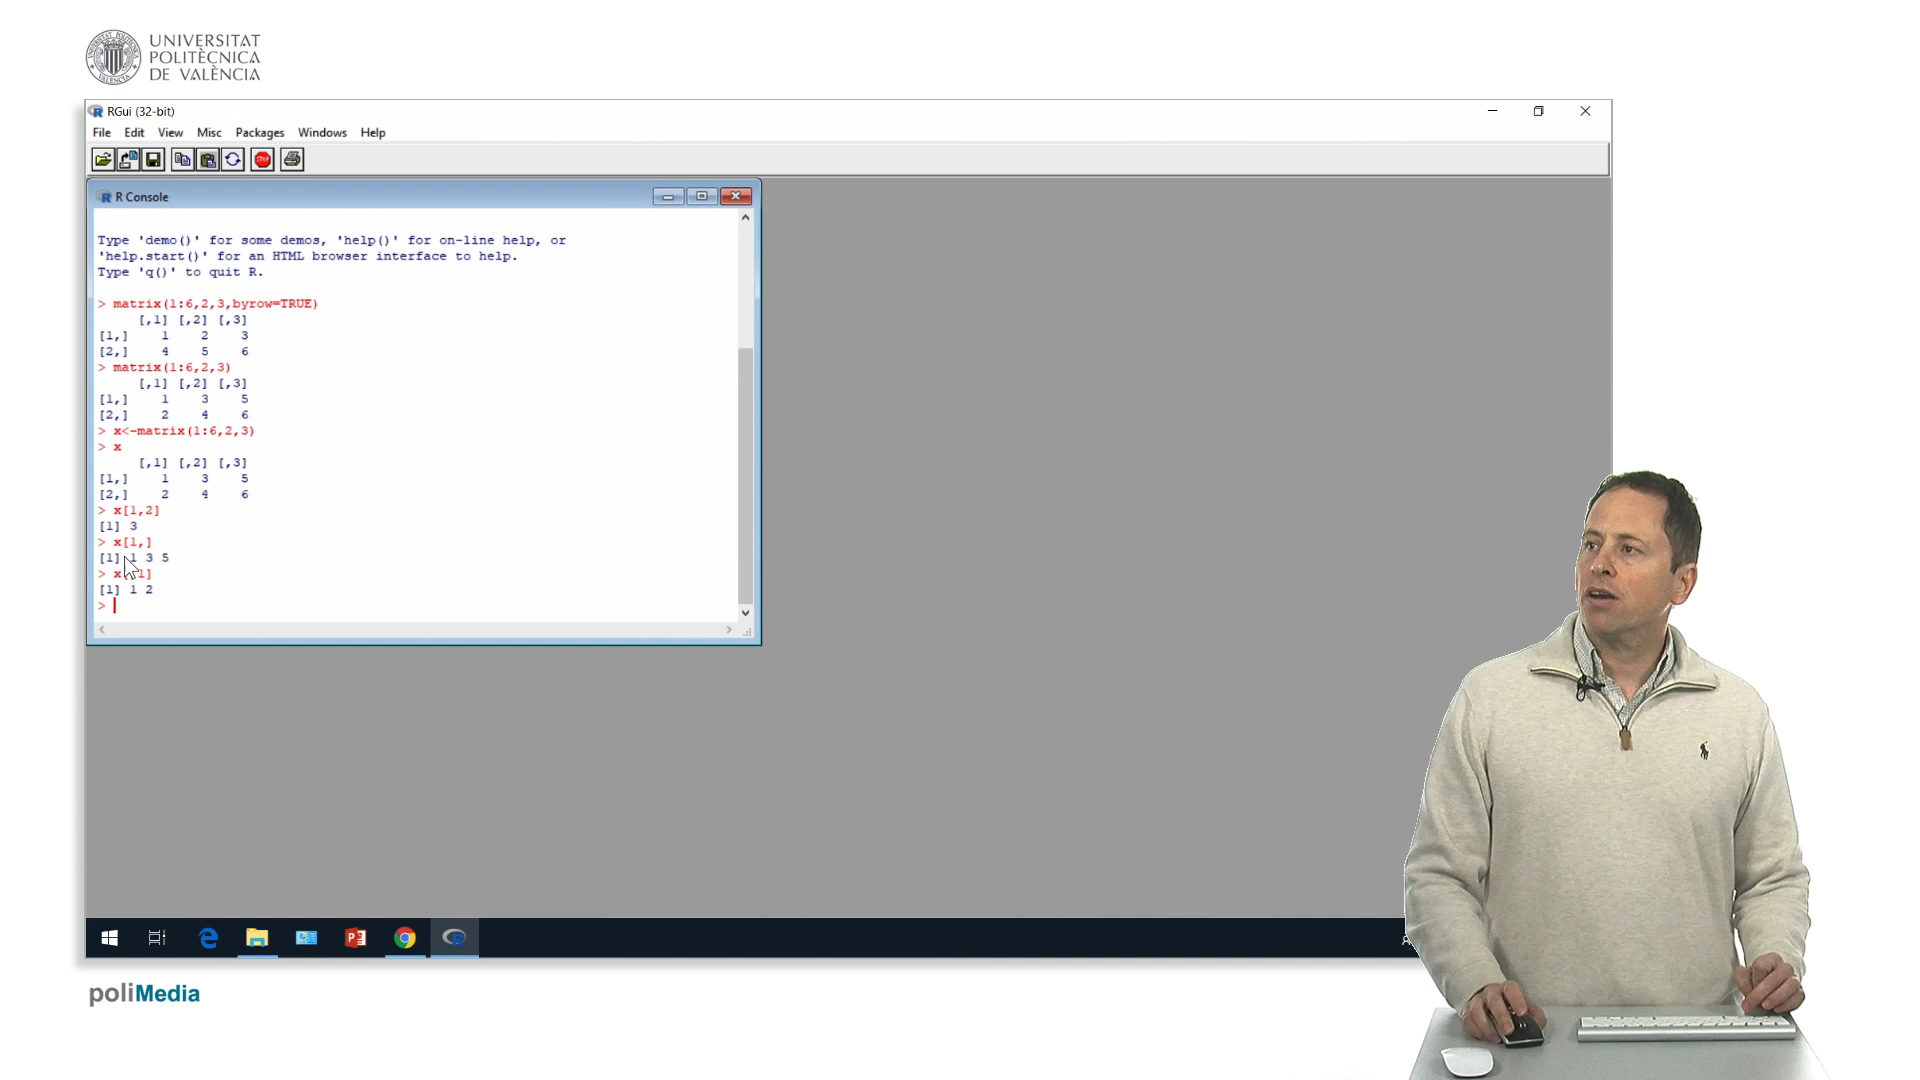 UNIVERSITAT
POLITÈCNICA
DE VALÈNCIA
RGui (32-bit)
File Edit View Misc Packages Windows Help
STOP
R Console
Type 'demo()' for some demos, 'help()' for on-line help, or
'help.start()' for an HTML browser interface to help.
Type 'q()' to quit R.
> matrix(1:6,2,3,byrow=TRUE)
[,1] [,2] [,3]
[1,] 1 2 3
[2,] 4 5 6
> matrix(1:6,2,3)
[,1] [,2] [,3]
[1,] 1 3 5
[2,] 2 4 6
> x<-matrix(1:6,2,3)
> x
[,1] [,2] [,3]
[1,] 1 3 5
[2,] 2 4 6
> x[1,2]
[1] 3
> x[1,]
[1] 1 3 5
> x[,1]
[1] 1 2
>
poliMedia